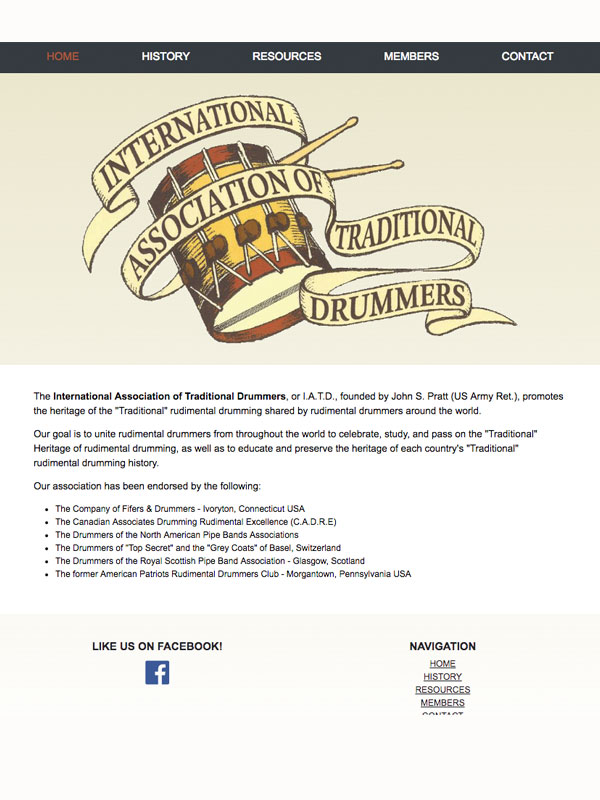 HOME HISTORY RESOURCES MEMBERS CONTACT
INTERNATIONAL
ASSOCIATION OF
TRADITIONAL
DRUMMERS
The International Association of Traditional Drummers, or I.A.T.D., founded by John S. Pratt (US Army Ret.), promotes
the heritage of the "Traditional" rudimental drumming shared by rudimental drummers around the world.
Our goal is to unite rudimental drummers from throughout the world to celebrate, study, and pass on the "Traditional"
Heritage of rudimental drumming, as well as to educate and preserve the heritage of each country's "Traditional"
rudimental drumming history.
Our association has been endorsed by the following:
• The Company of Fifers & Drummers - Ivoryton, Connecticut USA
• The Canadian Associates Drumming Rudimental Excellence (C.A.D.R.E)
• The Drummers of the North American Pipe Bands Associations
• The Drummers of "Top Secret" and the "Grey Coats" of Basel, Switzerland
• The Drummers of the Royal Scottish Pipe Band Association - Glasgow, Scotland
• The former American Patriots Rudimental Drummers Club - Morgantown, Pennsylvania USA
LIKE US ON FACEBOOK!
NAVIGATION
HOME
HISTORY
RESOURCES
MEMBERS
CONTACT